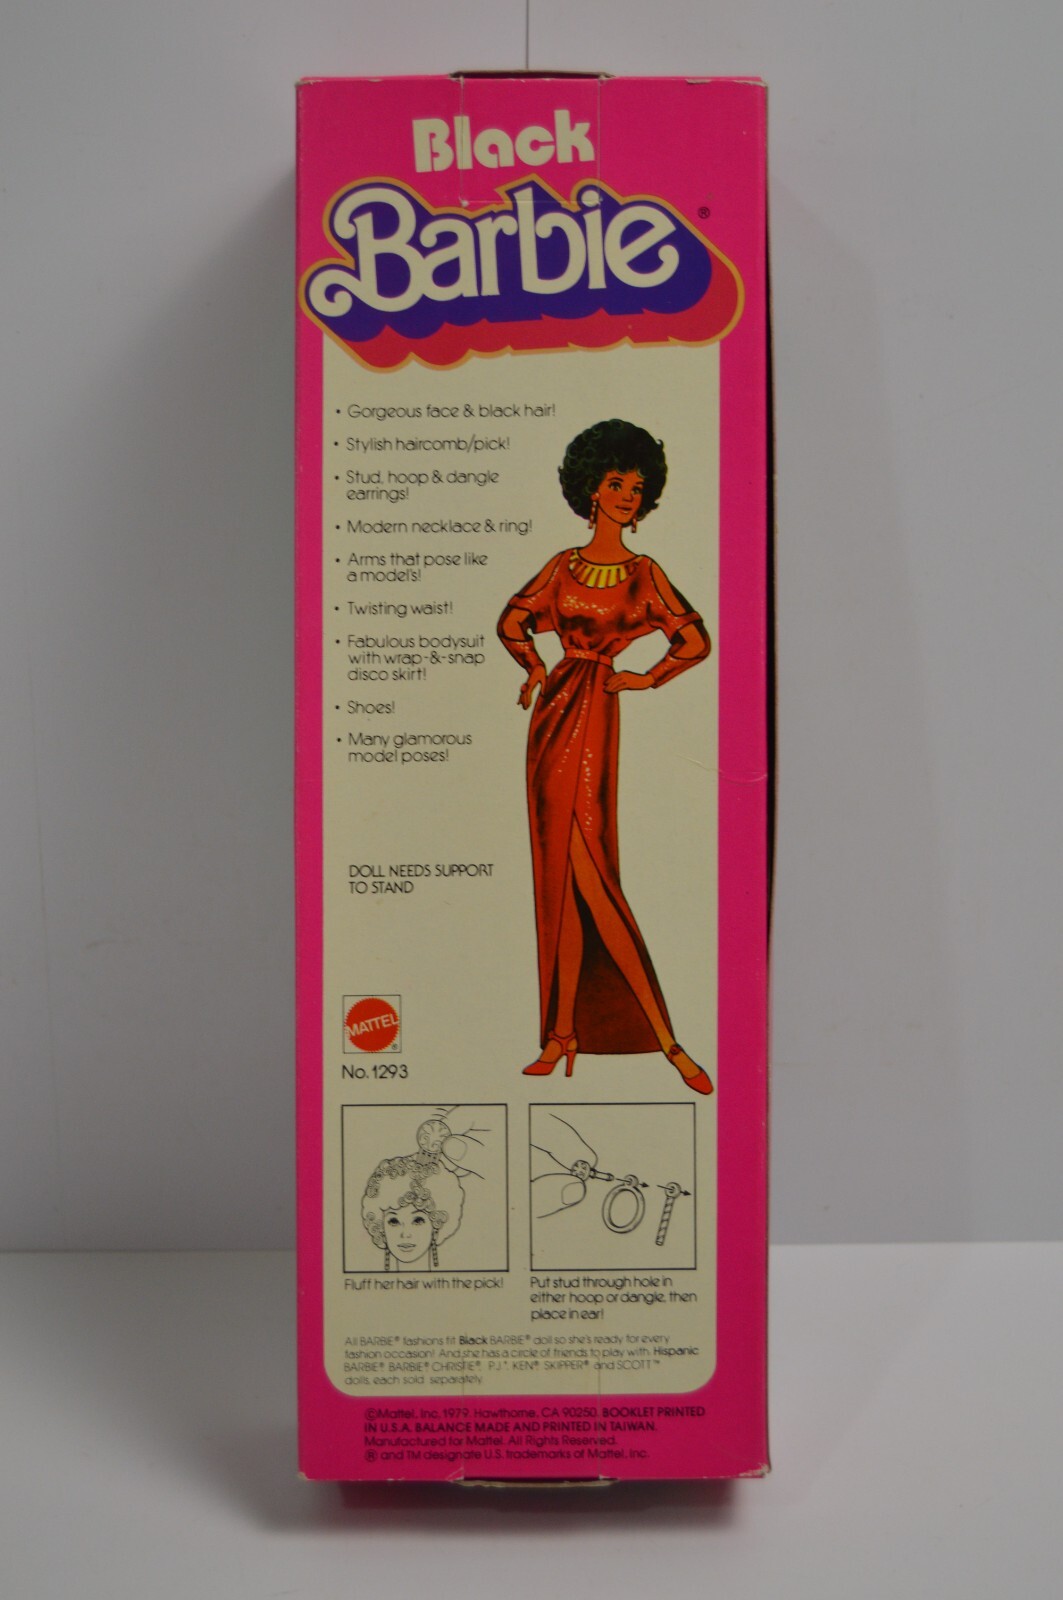 Black
Barbie®
• Gorgeous face & black hair!
• Stylish haircomb/pick!
• Stud, hoop & dangle
earrings!
• Modern necklace & ring!
• Arms that pose like
a model's!
• Twisting waist!
• Fabulous bodysuit
with wrap-&-snap
disco skirt!
• Shoes!
• Many glamorous
model poses!
DOLL NEEDS SUPPORT
TO STAND
MATTEL®
No. 1293
Fluff her hair with the pick!
Put stud through hole in
either hoop or dangle, then
place in ear!
All BARBIE® fashions fit Black BARBIE® doll so she's ready for every
fashion occasion! And she has a circle of friends to play with: Hispanic
BARBIE® BARBIE® CHRISTIE® P.J.® KEN® SKIPPER® and SCOTT™
dolls, each sold separately.
©Mattel, Inc. 1979. Hawthorne, CA 90250. BOOKLET PRINTED
IN U.S.A. BALANCE MADE AND PRINTED IN TAIWAN.
Manufactured for Mattel. All Rights Reserved.
® and TM designate U.S. trademarks of Mattel, Inc.